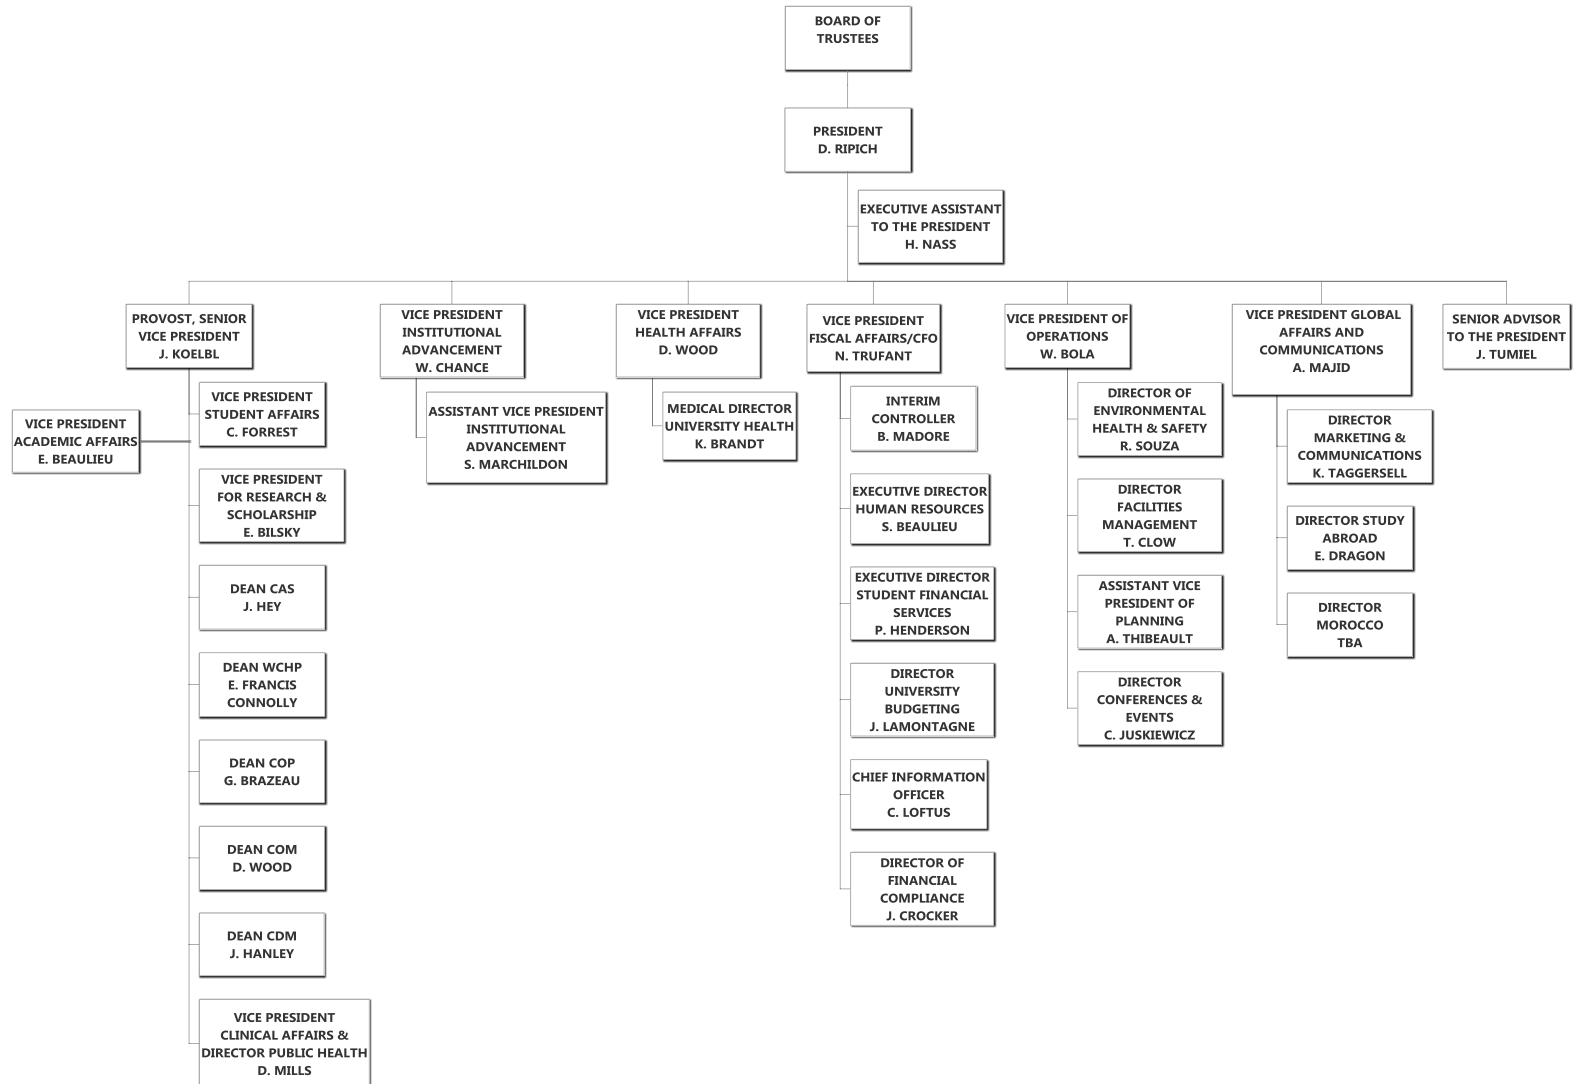 BOARD OF
TRUSTEES
PRESIDENT
D. RIPICH
EXECUTIVE ASSISTANT
TO THE PRESIDENT
H. NASS
PROVOST, SENIOR
VICE PRESIDENT
J. KOELBL
VICE PRESIDENT
ACADEMIC AFFAIRS
E. BEAULIEU
VICE PRESIDENT
STUDENT AFFAIRS
C. FORREST
VICE PRESIDENT
FOR RESEARCH &
SCHOLARSHIP
E. BILSKY
DEAN CAS
J. HEY
DEAN WCHP
E. FRANCIS
CONNOLLY
DEAN COP
G. BRAZEAU
DEAN COM
D. WOOD
DEAN CDM
J. HANLEY
VICE PRESIDENT
CLINICAL AFFAIRS &
DIRECTOR PUBLIC HEALTH
D. MILLS
VICE PRESIDENT
INSTITUTIONAL
ADVANCEMENT
W. CHANCE
ASSISTANT VICE PRESIDENT
INSTITUTIONAL
ADVANCEMENT
S. MARCHILDON
VICE PRESIDENT
HEALTH AFFAIRS
D. WOOD
MEDICAL DIRECTOR
UNIVERSITY HEALTH
K. BRANDT
VICE PRESIDENT
FISCAL AFFAIRS/CFO
N. TRUFANT
INTERIM
CONTROLLER
B. MADORE
EXECUTIVE DIRECTOR
HUMAN RESOURCES
S. BEAULIEU
EXECUTIVE DIRECTOR
STUDENT FINANCIAL
SERVICES
P. HENDERSON
DIRECTOR
UNIVERSITY
BUDGETING
J. LAMONTAGNE
CHIEF INFORMATION
OFFICER
C. LOFTUS
DIRECTOR OF
FINANCIAL
COMPLIANCE
J. CROCKER
VICE PRESIDENT OF
OPERATIONS
W. BOLA
DIRECTOR OF
ENVIRONMENTAL
HEALTH & SAFETY
R. SOUZA
DIRECTOR
FACILITIES
MANAGEMENT
T. CLOW
ASSISTANT VICE
PRESIDENT OF
PLANNING
A. THIBEAULT
DIRECTOR
CONFERENCES &
EVENTS
C. JUSKIEWICZ
VICE PRESIDENT GLOBAL
AFFAIRS AND
COMMUNICATIONS
A. MAJID
DIRECTOR
MARKETING &
COMMUNICATIONS
K. TAGGERSELL
DIRECTOR STUDY
ABROAD
E. DRAGON
DIRECTOR
MOROCCO
TBA
SENIOR ADVISOR
TO THE PRESIDENT
J. TUMIEL